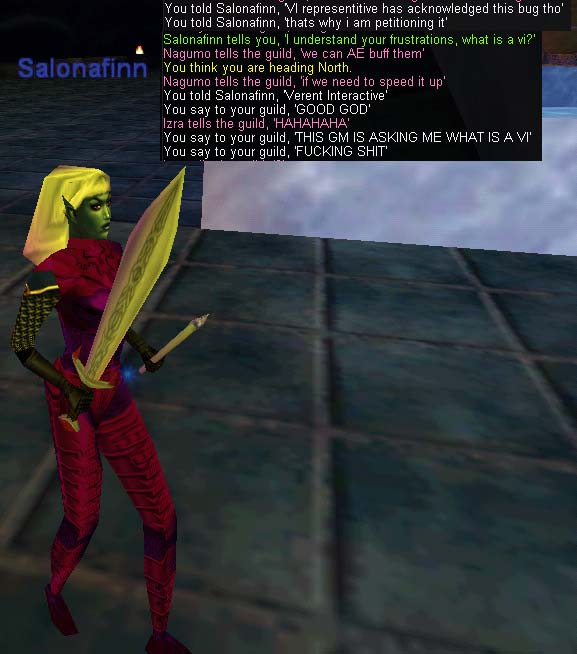 You told Salonafinn, 'VI representitive has acknowledged this bug tho'
You told Salonafinn, 'thats why i am petitioning it'
Salonafinn tells you, 'I understand your frustrations, what is a vi?'
Nagumo tells the guild, 'we can AE buff them'
You think you are heading North.
Nagumo tells the guild, 'if we need to speed it up'
You told Salonafinn, 'Verent Interactive'
You say to your guild, 'GOOD GOD'
Izra tells the guild, 'HAHAHAHA'
You say to your guild, 'THIS GM IS ASKING ME WHAT IS A VI'
You say to your guild, 'FUCKING SHIT'
Salonafinn